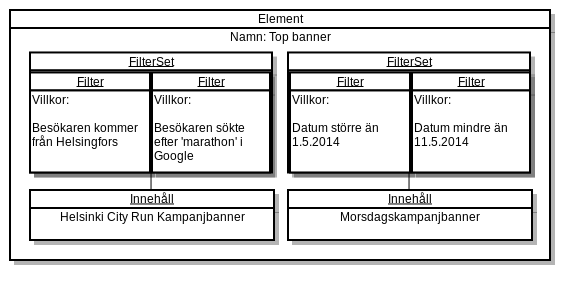 Element
Namn: Top banner
FilterSet
Filter
Filter
Villkor:
Besökaren kommer
från Helsingfors
Villkor:
Besökaren sökte
efter 'marathon' i
Google
Innehåll
Helsinki City Run Kampanjbanner
FilterSet
Filter
Filter
Villkor:
Datum större än
1.5.2014
Villkor:
Datum mindre än
11.5.2014
Innehåll
Morsdagskampanjbanner